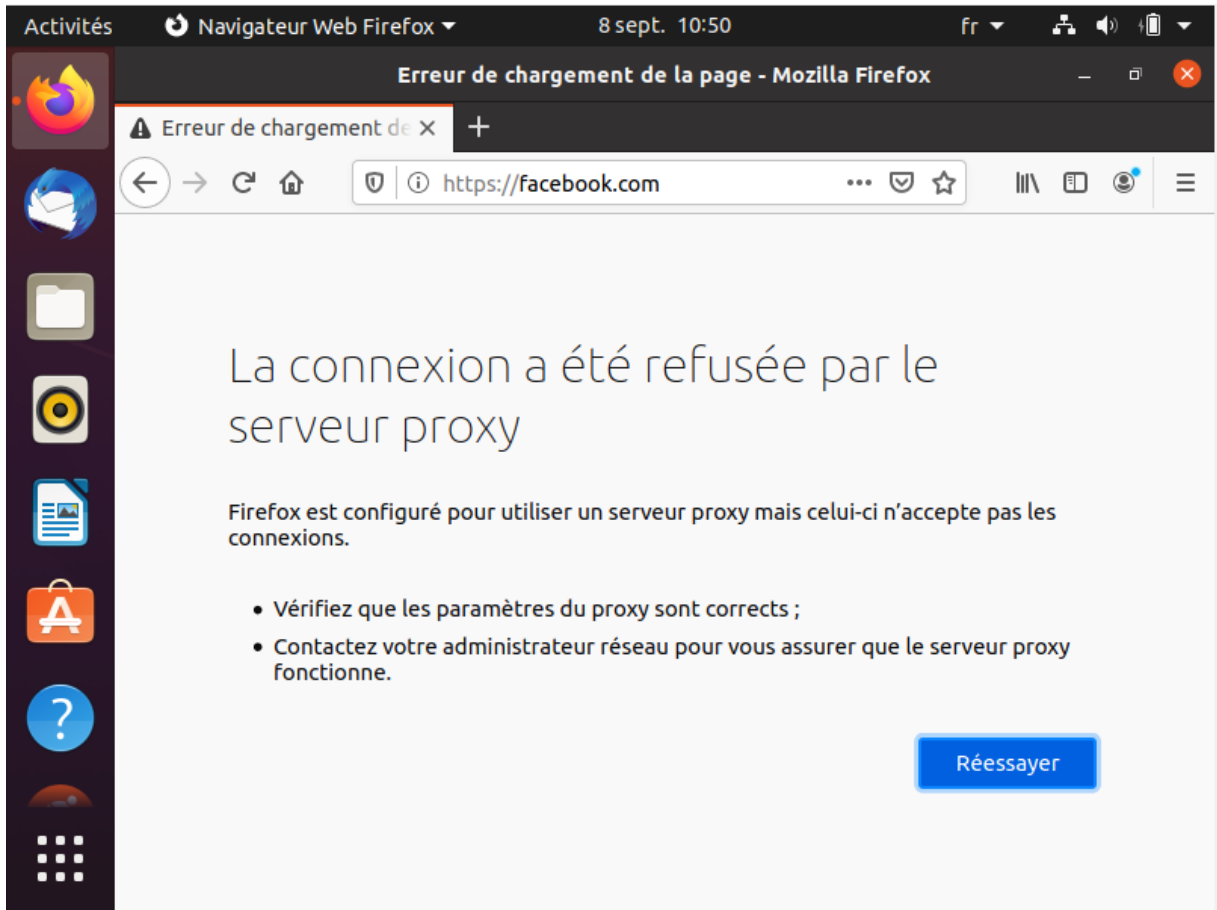 Activités Navigateur Web Firefox 8 sept. 10:50 fr
Erreur de chargement de la page - Mozilla Firefox
Erreur de chargement de
https://facebook.com
La connexion a été refusée par le
serveur proxy
Firefox est configuré pour utiliser un serveur proxy mais celui-ci n’accepte pas les
connexions.
• Vérifiez que les paramètres du proxy sont corrects ;
• Contactez votre administrateur réseau pour vous assurer que le serveur proxy
fonctionne.
Réessayer